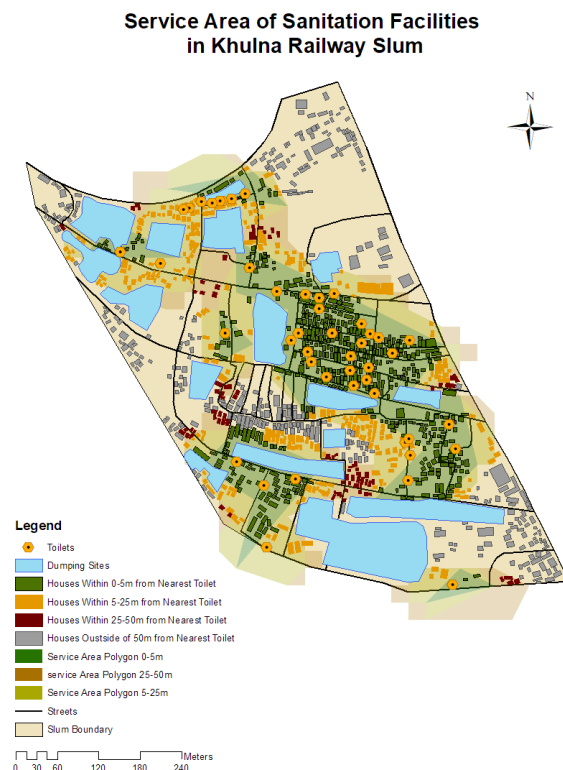 Service Area of Sanitation Facilities
in Khulna Railway Slum
N
Legend
Toilets
Dumping Sites
Houses Within 0-5m from Nearest Toilet
Houses Within 5-25m from Nearest Toilet
Houses Within 25-50m from Nearest Toilet
Houses Oustside of 50m from Nearest Toilet
Service Area Polygon 0-5m
service Area Polygon 25-50m
Service Area Polygon 5-25m
Streets
Slum Boundary
Meters
0 30 60 120 180 240